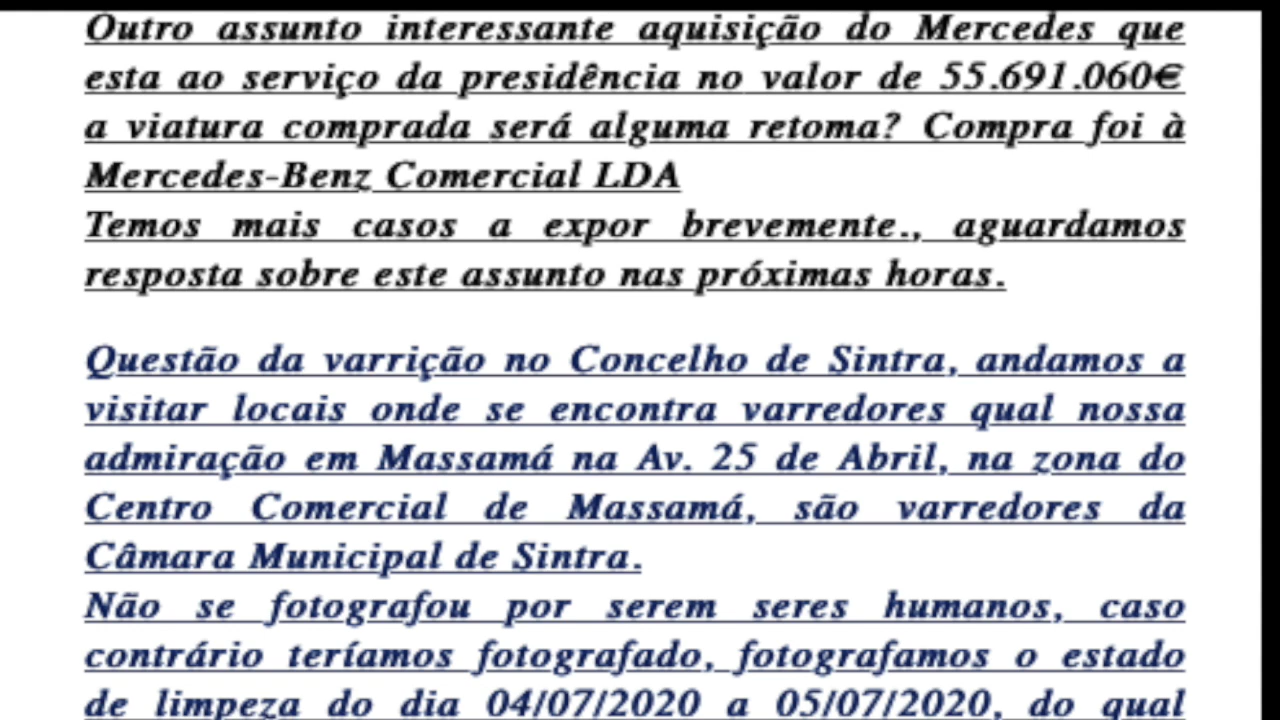 Outro assunto interessante aquisição do Mercedes que
esta ao serviço da presidência no valor de 55.691.060€
a viatura comprada será alguma retoma? Compra foi à
Mercedes-Benz Comercial LDA
Temos mais casos a expor brevemente., aguardamos
resposta sobre este assunto nas próximas horas.
Questão da varrição no Concelho de Sintra, andamos a
visitar locais onde se encontra varredores qual nossa
admiração em Massamá na Av. 25 de Abril, na zona do
Centro Comercial de Massamá, são varredores da
Câmara Municipal de Sintra.
Não se fotografou por serem seres humanos, caso
contrário teríamos fotografado, fotografamos o estado
de limpeza do dia 04/07/2020 a 05/07/2020, do qual